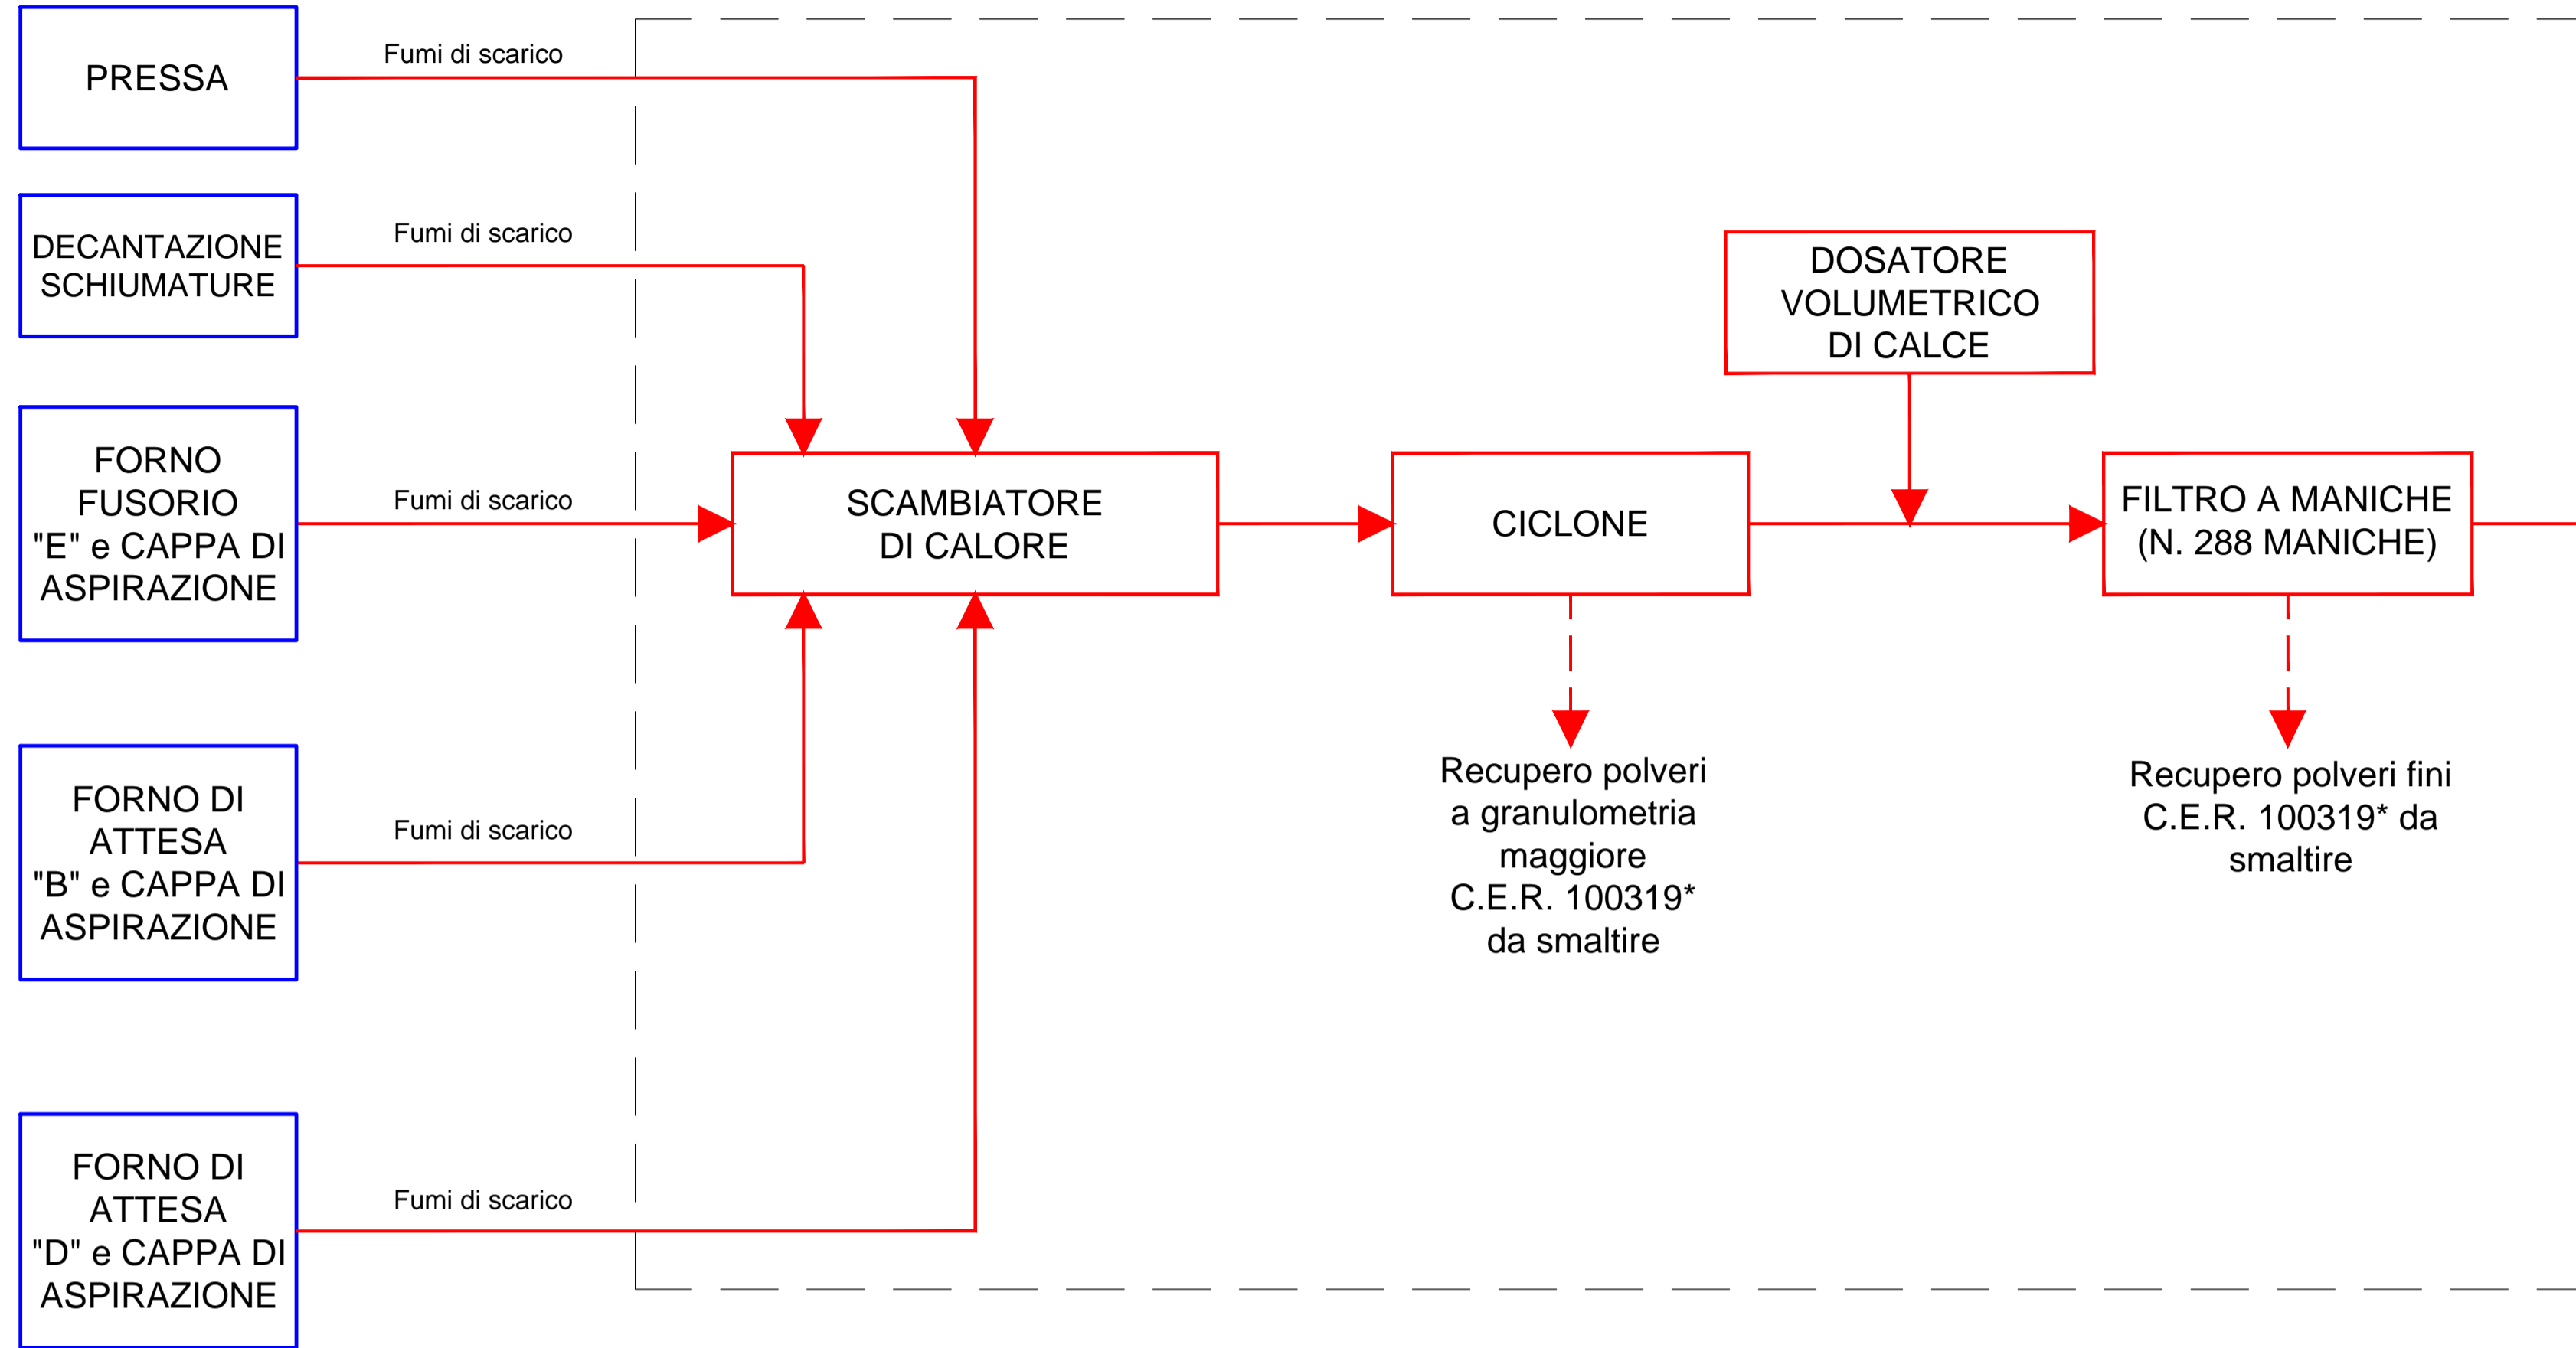 PRESSA
Fumi di scarico
DECANTAZIONE
SCHIUMATURE
Fumi di scarico
FORNO
FUSORIO
"E" e CAPPA DI
ASPIRAZIONE
Fumi di scarico
FORNO DI
ATTESA
"B" e CAPPA DI
ASPIRAZIONE
Fumi di scarico
FORNO DI
ATTESA
"D" e CAPPA DI
ASPIRAZIONE
Fumi di scarico
SCAMBIATORE
DI CALORE
CICLONE
Recupero polveri
a granulometria
maggiore
C.E.R. 100319*
da smaltire
DOSATORE
VOLUMETRICO
DI CALCE
FILTRO A MANICHE
(N. 288 MANICHE)
Recupero polveri fini
C.E.R. 100319* da
smaltire